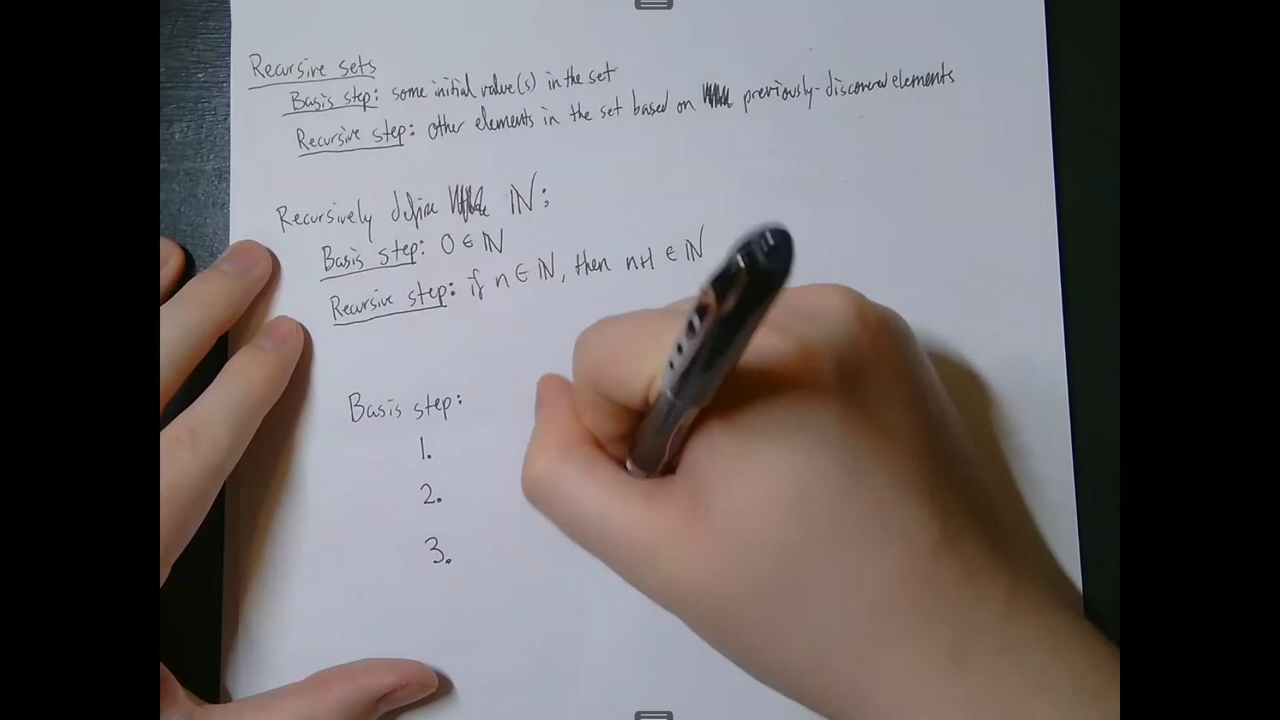 Recursive sets
Basis step: some initial value(s) in the set
Recursive step: other elements in the set based on previously-discovered elements
Recursively define ℕ:
Basis step: 0 ∈ ℕ
Recursive step: if n ∈ ℕ, then n+1 ∈ ℕ
Basis step:
1.
2.
3.